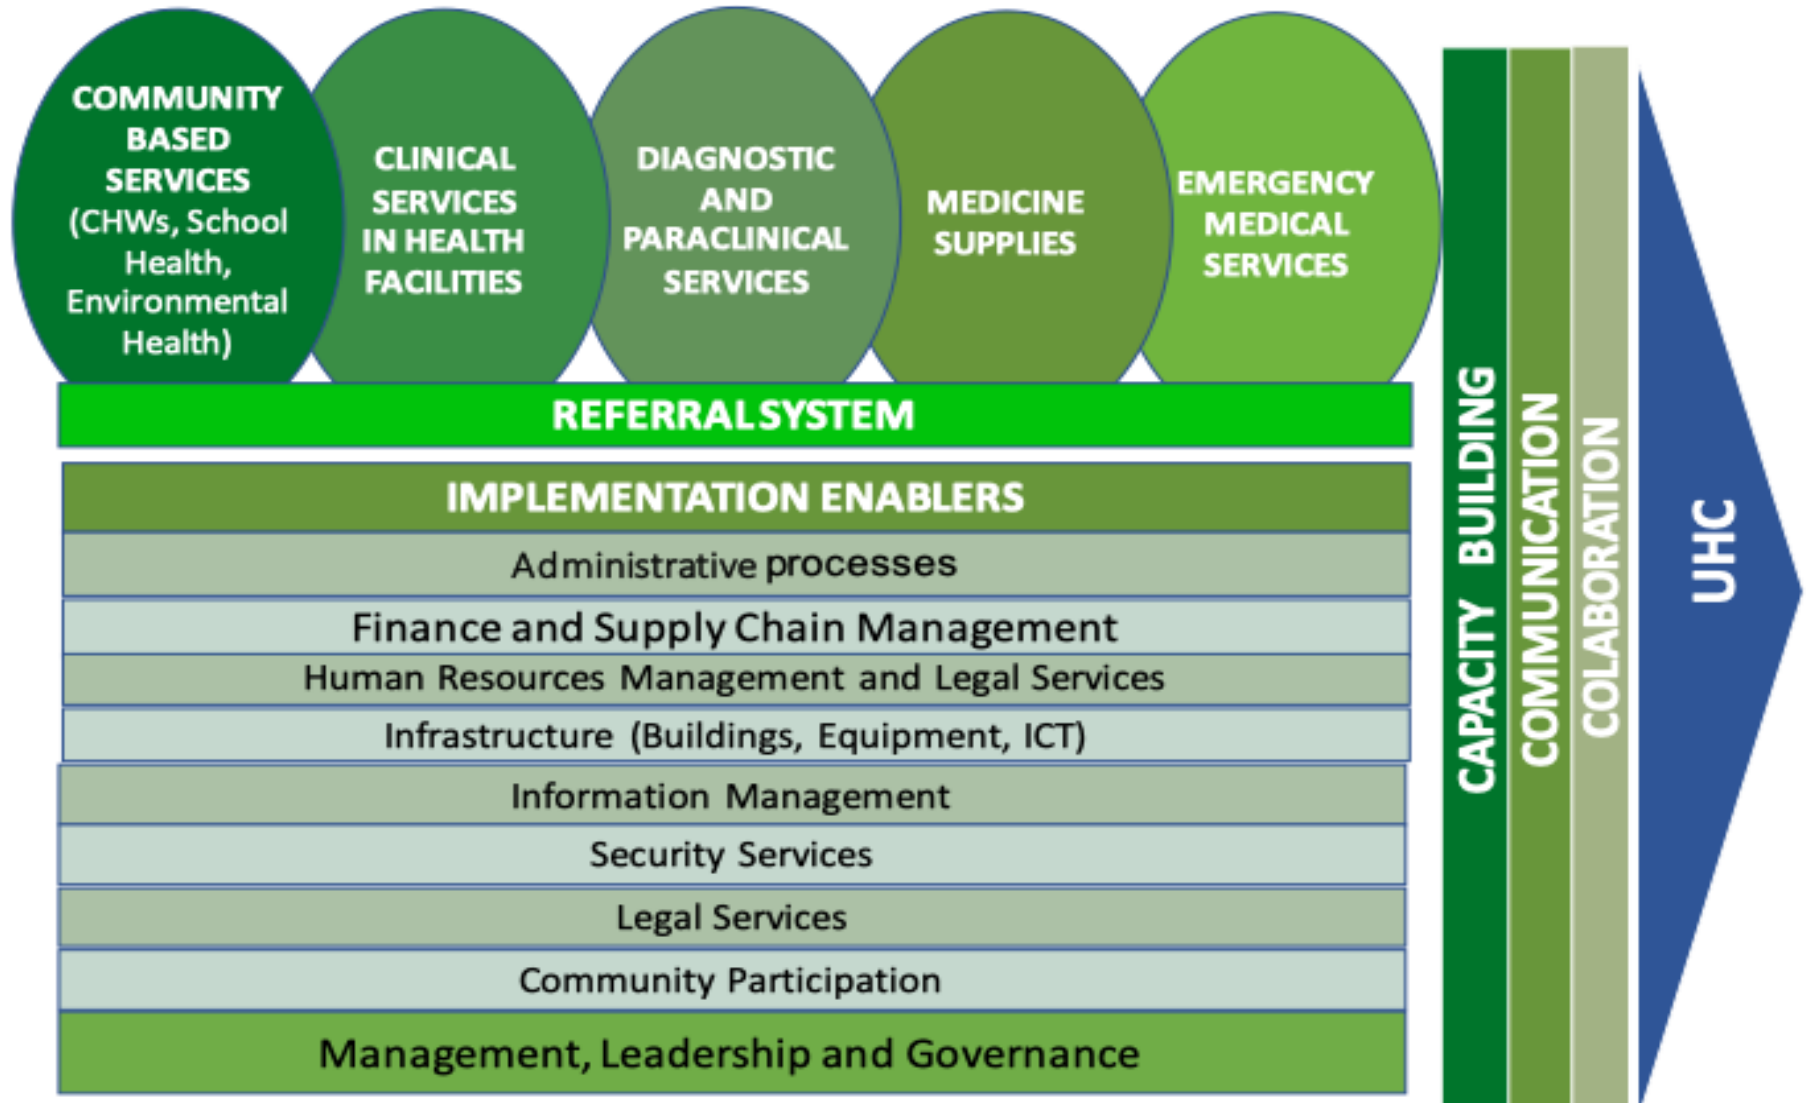 COMMUNITY
BASED
SERVICES
(CHWs, School
Health,
Environmental
Health)
CLINICAL
SERVICES
IN HEALTH
FACILITIES
DIAGNOSTIC
AND
PARACLINICAL
SERVICES
MEDICINE
SUPPLIES
EMERGENCY
MEDICAL
SERVICES
REFERRAL SYSTEM
IMPLEMENTATION ENABLERS
Administrative processes
Finance and Supply Chain Management
Human Resources Management and Legal Services
Infrastructure (Buildings, Equipment, ICT)
Information Management
Security Services
Legal Services
Community Participation
Management, Leadership and Governance
CAPACITY BUILDING
COMMUNICATION
COLABORATION
UHC